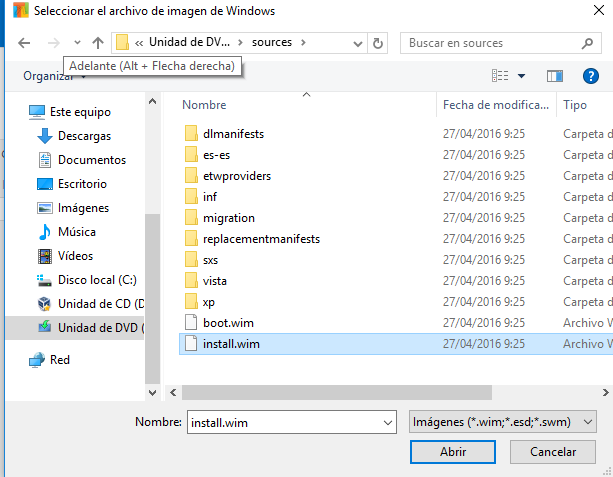 Seleccionar el archivo de imagen de Windows
« Unidad de DV... › sources ›
Buscar en sources
Adelante (Alt + Flecha derecha)
Organizar
Nombre Fecha de modifica... Tipo
Este equipo
Descargas
Documentos
Escritorio
Imágenes
Música
Vídeos
Disco local (C:)
Unidad de CD (D
Unidad de DVD (
Red
dlmanifests 27/04/2016 9:25 Carpeta d
es-es 27/04/2016 9:25 Carpeta d
etwproviders 27/04/2016 9:25 Carpeta d
inf 27/04/2016 9:25 Carpeta d
migration 27/04/2016 9:25 Carpeta d
replacementmanifests 27/04/2016 9:25 Carpeta d
sxs 27/04/2016 9:25 Carpeta d
vista 27/04/2016 9:25 Carpeta d
xp 27/04/2016 9:25 Carpeta d
boot.wim 27/04/2016 9:25 Archivo W
install.wim 27/04/2016 9:25 Archivo W
Nombre: install.wim Imágenes (*.wim;*.esd;*.swm)
Abrir Cancelar